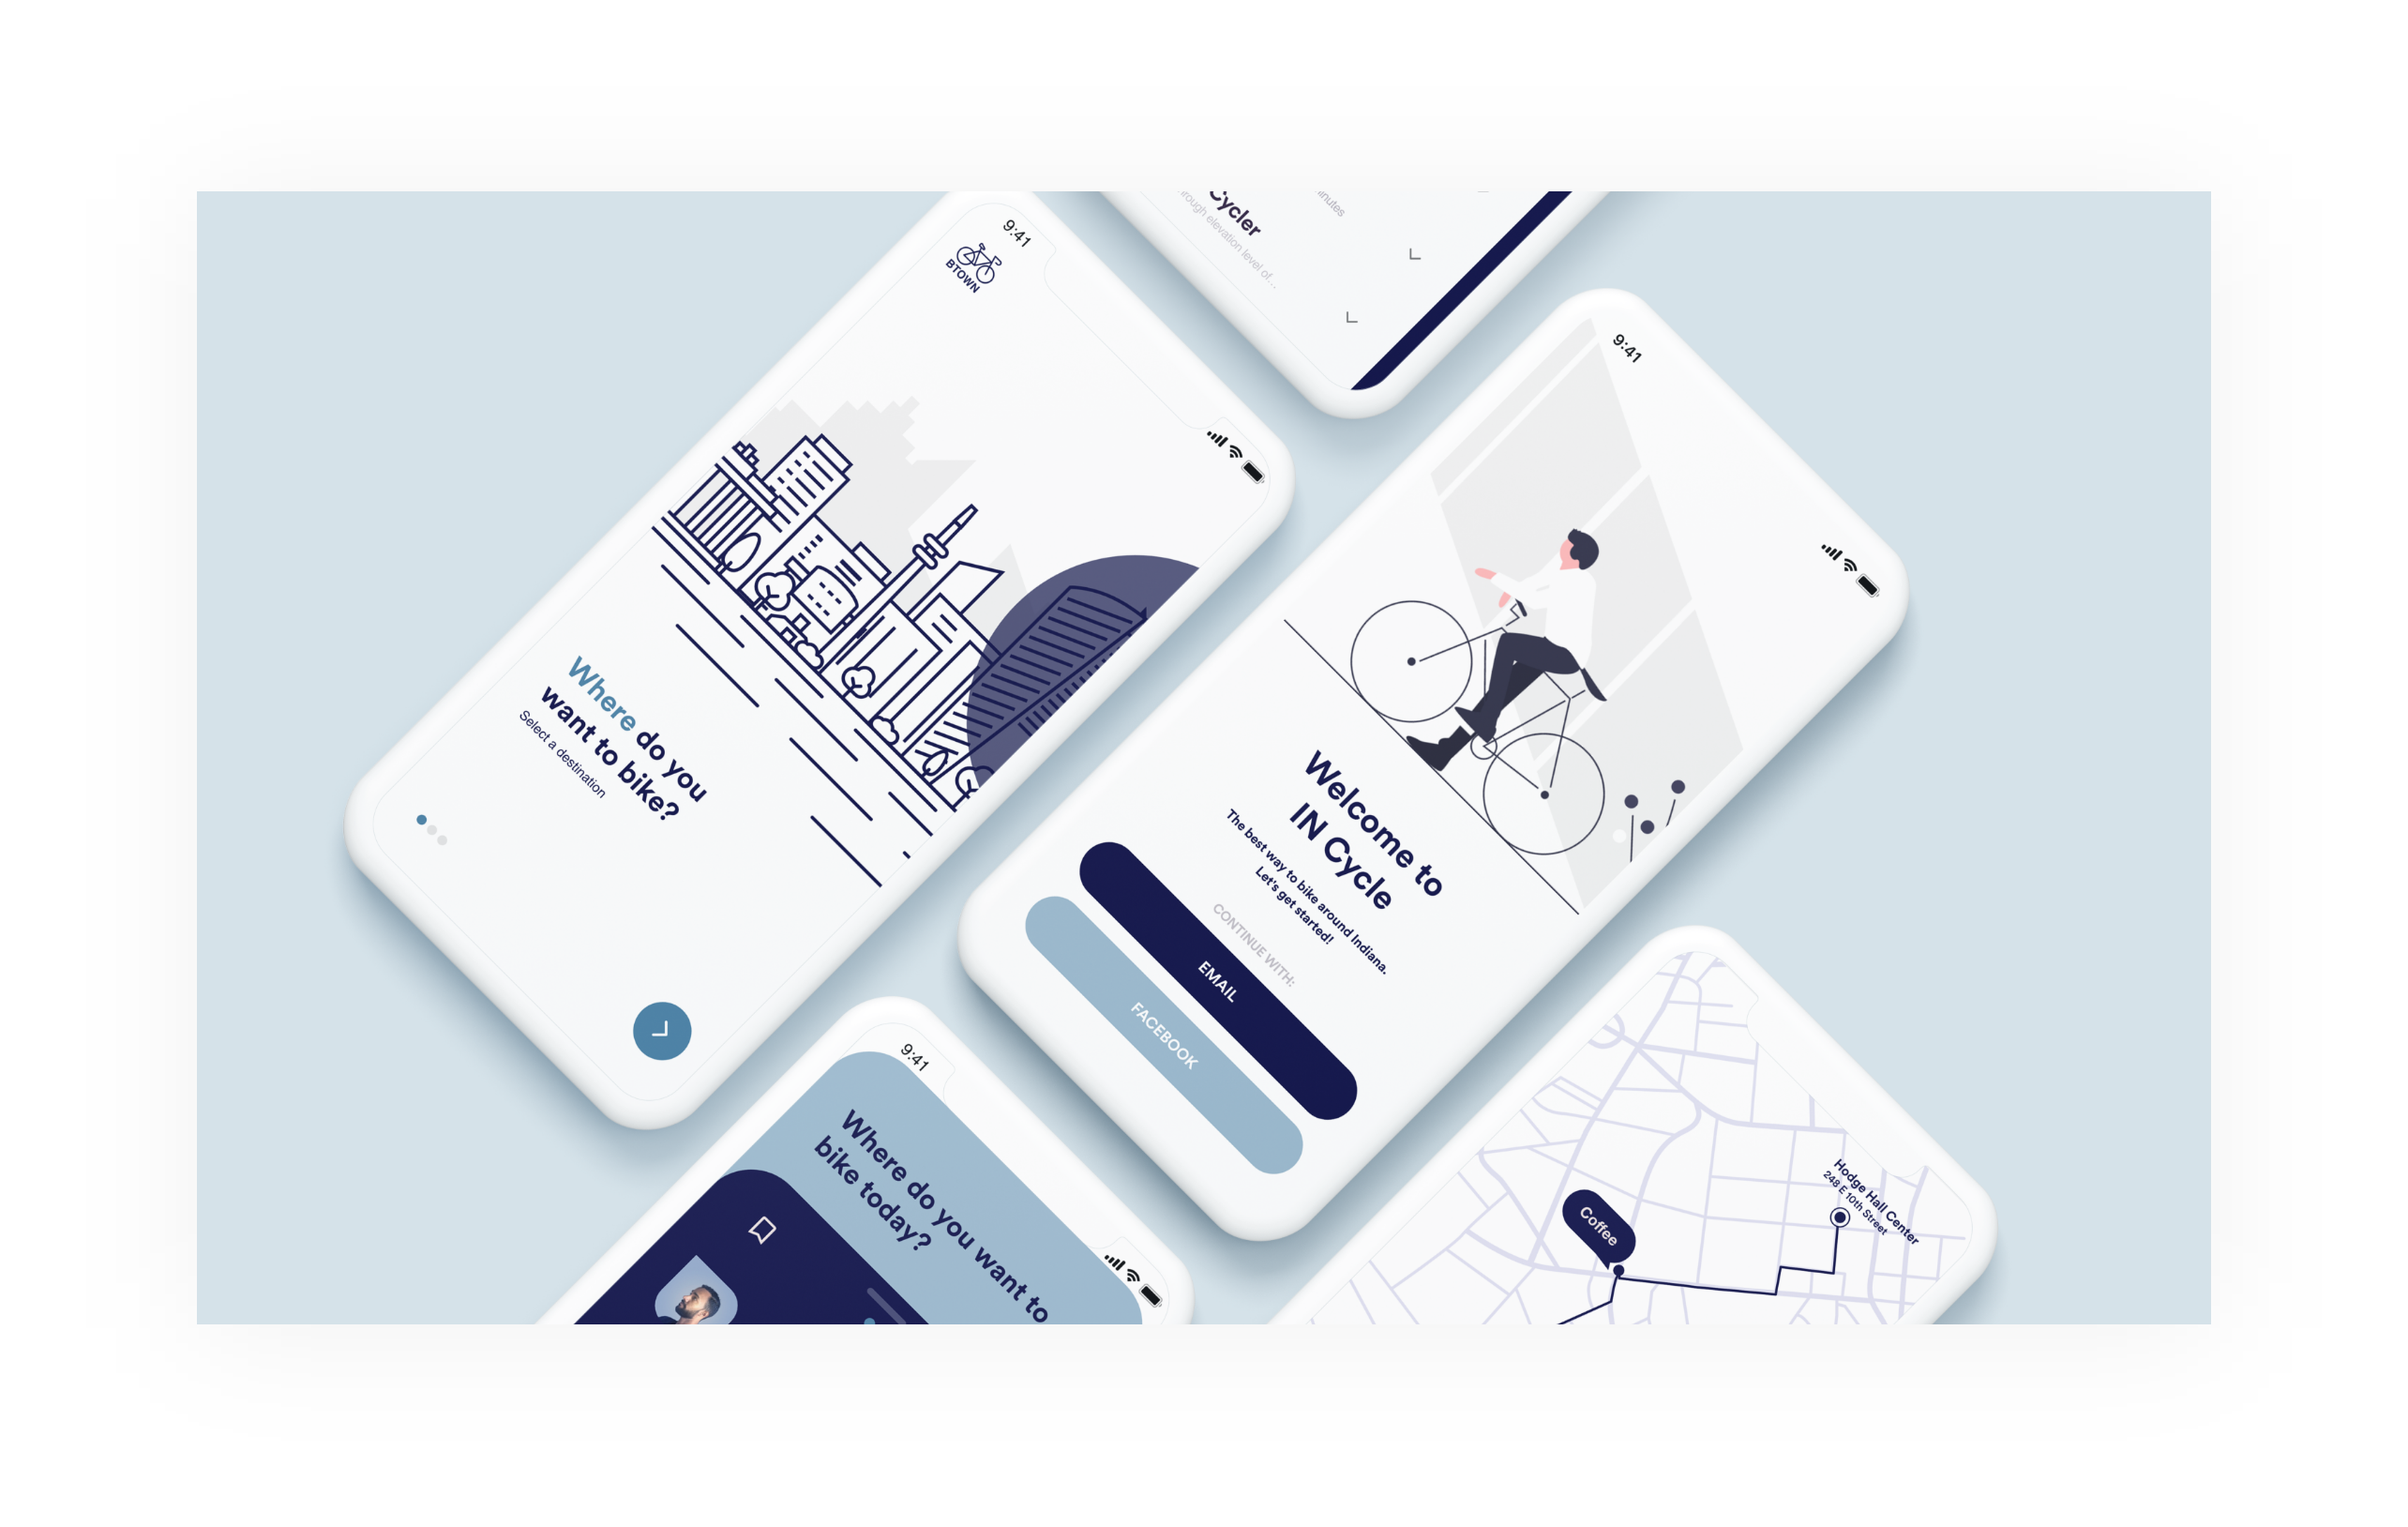 9:41
BTOWN
Where do you
want to bike?
Select a destination
Cycler
through elevation level of...
9:41
Welcome to
IN Cycle
The best way to bike around Indiana.
Let's get started!
CONTINUE WITH:
EMAIL
FACEBOOK
9:41
Where do you want to
bike today?
Hodge Hall Center
248 E 10th Street
Coffee